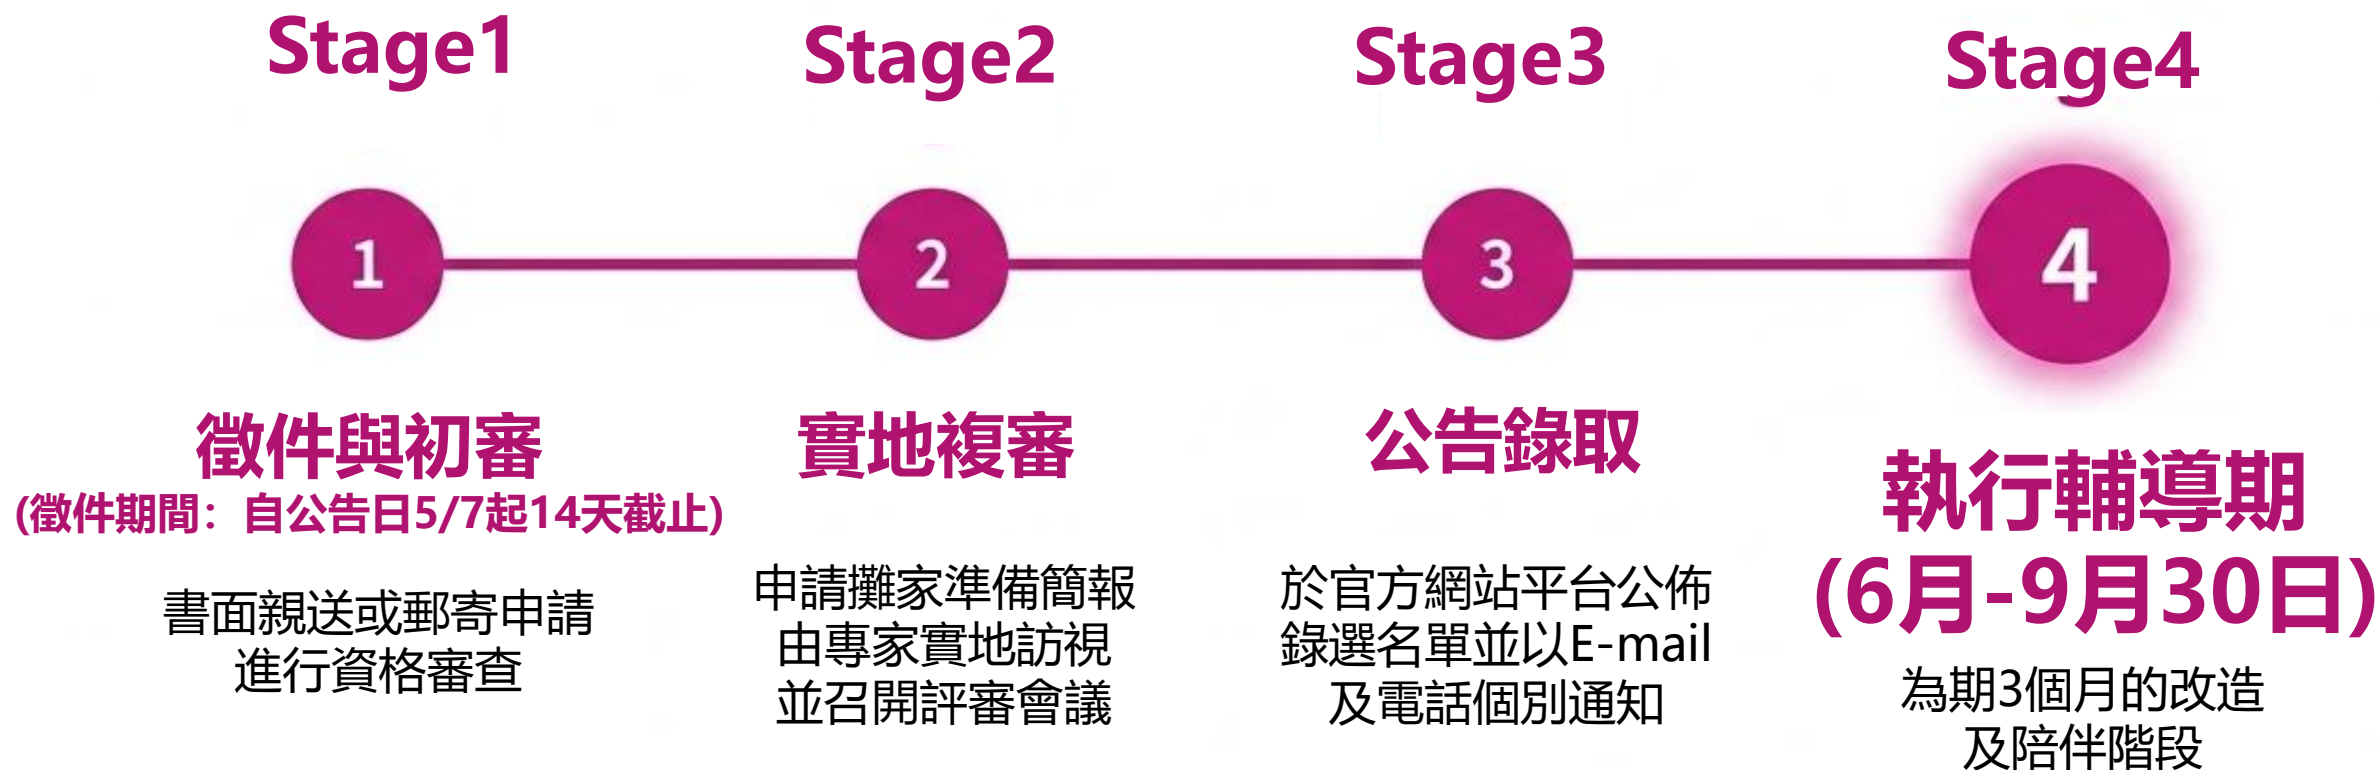 Stage1
Stage2
Stage3
Stage4
1
2
3
4
徵件與初審
(徵件期間：自公告日5/7起14天截止)
書面親送或郵寄申請
進行資格審查
實地複審
申請攤家準備簡報
由專家實地訪視
並召開評審會議
公告錄取
於官方網站平台公佈
錄選名單並以E-mail
及電話個別通知
執行輔導期
(6月-9月30日)
為期3個月的改造
及陪伴階段